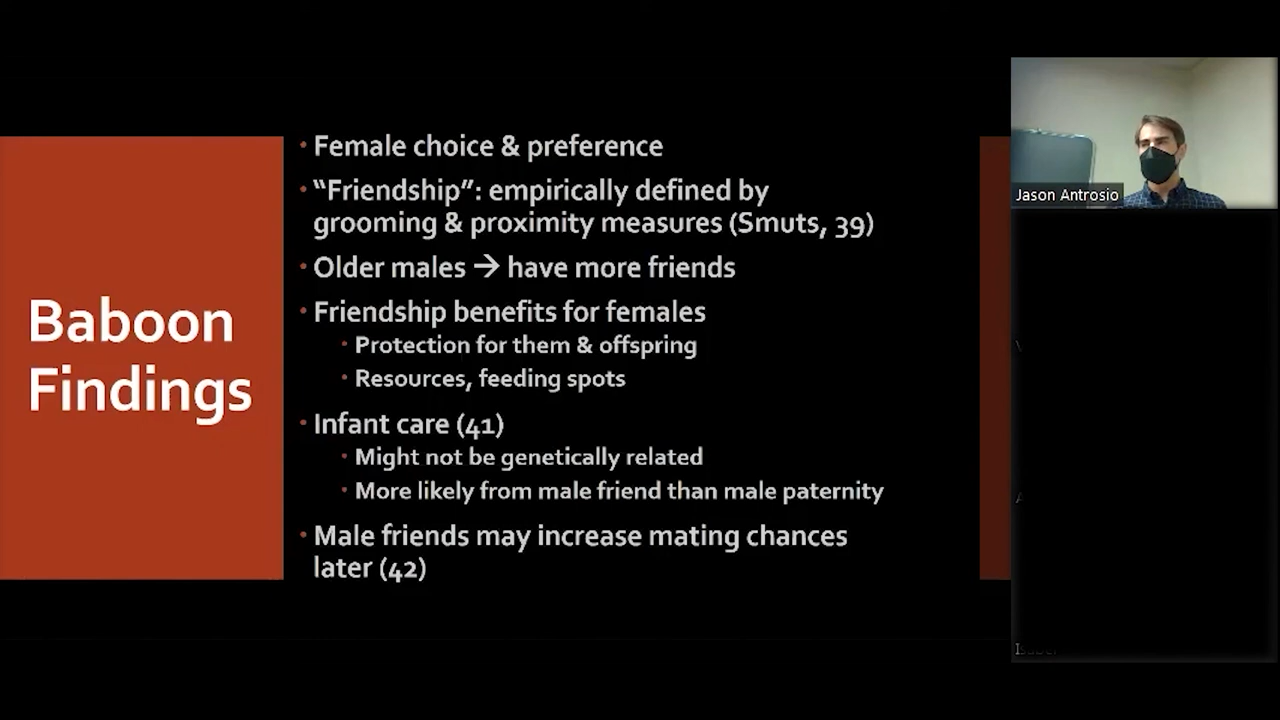 Baboon
Findings
• Female choice & preference
• “Friendship”: empirically defined by
grooming & proximity measures (Smuts, 39)
• Older males → have more friends
• Friendship benefits for females
• Protection for them & offspring
• Resources, feeding spots
• Infant care (41)
• Might not be genetically related
• More likely from male friend than male paternity
• Male friends may increase mating chances
later (42)
Jason Antrosio